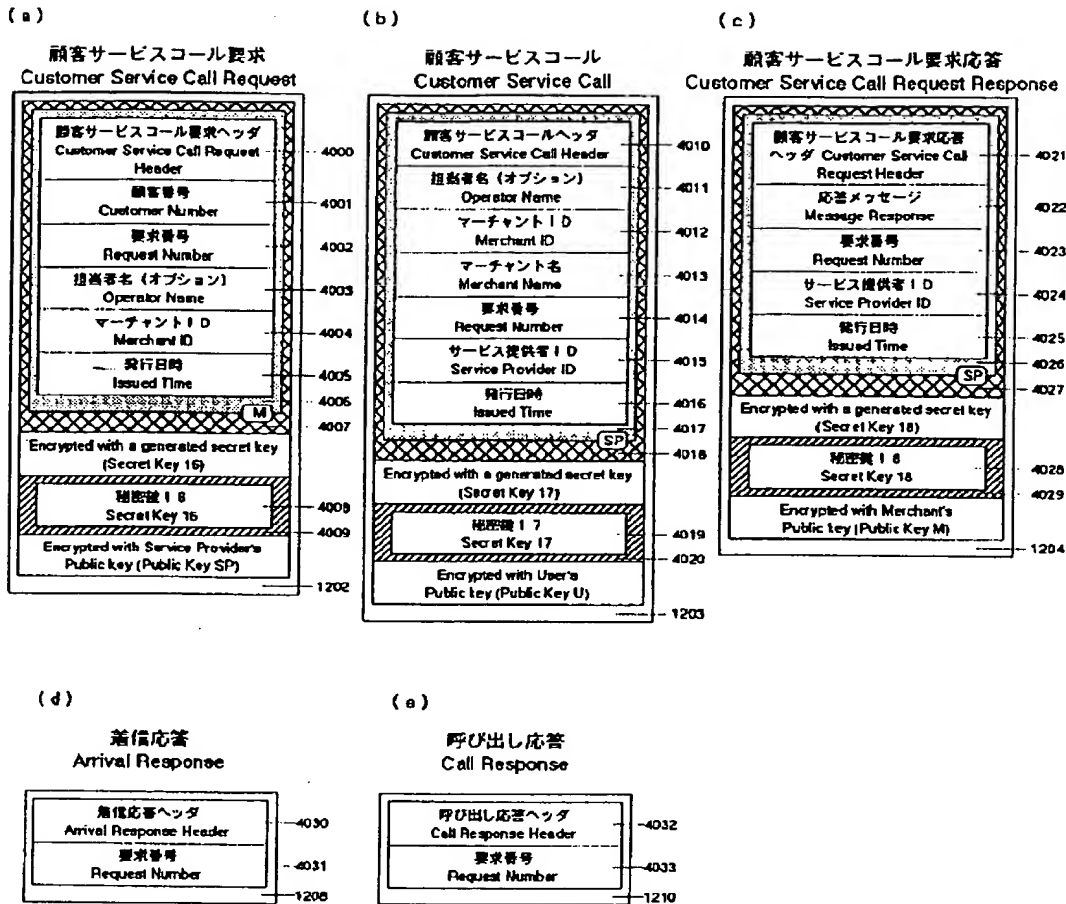 (a)
顧客サービスコール要求
Customer Service Call Request
顧客サービスコール要求ヘッダ
Customer Service Call Request
Header
4000
顧客番号
Customer Number
4001
要求番号
Request Number
4002
担当者名 (オプション)
Operator Name
4003
マーチャントID
Merchant ID
4004
発行日時
Issued Time
4005
4006
M
4007
Encrypted with a generated secret key
(Secret Key 16)
秘密鍵16
Secret Key 16
4008
4009
Encrypted with Service Provider's
Public key (Public Key SP)
1202
(b)
顧客サービスコール
Customer Service Call
顧客サービスコールヘッダ
Customer Service Call Header
4010
担当者名 (オプション)
Operator Name
4011
マーチャントID
Merchant ID
4012
マーチャント名
Merchant Name
4013
要求番号
Request Number
4014
サービス提供者ID
Service Provider ID
4015
発行日時
Issued Time
4016
4017
SP
4018
Encrypted with a generated secret key
(Secret Key 17)
秘密鍵17
Secret Key 17
4019
4020
Encrypted with User's
Public key (Public Key U)
1203
(c)
顧客サービスコール要求応答
Customer Service Call Request Response
顧客サービスコール要求応答
ヘッダ Customer Service Call
Request Header
4021
応答メッセージ
Message Response
4022
要求番号
Request Number
4023
サービス提供者ID
Service Provider ID
4024
発行日時
Issued Time
4025
4026
SP
4027
Encrypted with a generated secret key
(Secret Key 18)
秘密鍵18
Secret Key 18
4028
4029
Encrypted with Merchant's
Public key (Public Key M)
1204
(d)
着信応答
Arrival Response
着信応答ヘッダ
Arrival Response Header
4030
要求番号
Request Number
4031
1208
(e)
呼び出し応答
Call Response
呼び出し応答ヘッダ
Call Response Header
4032
要求番号
Request Number
4033
1210